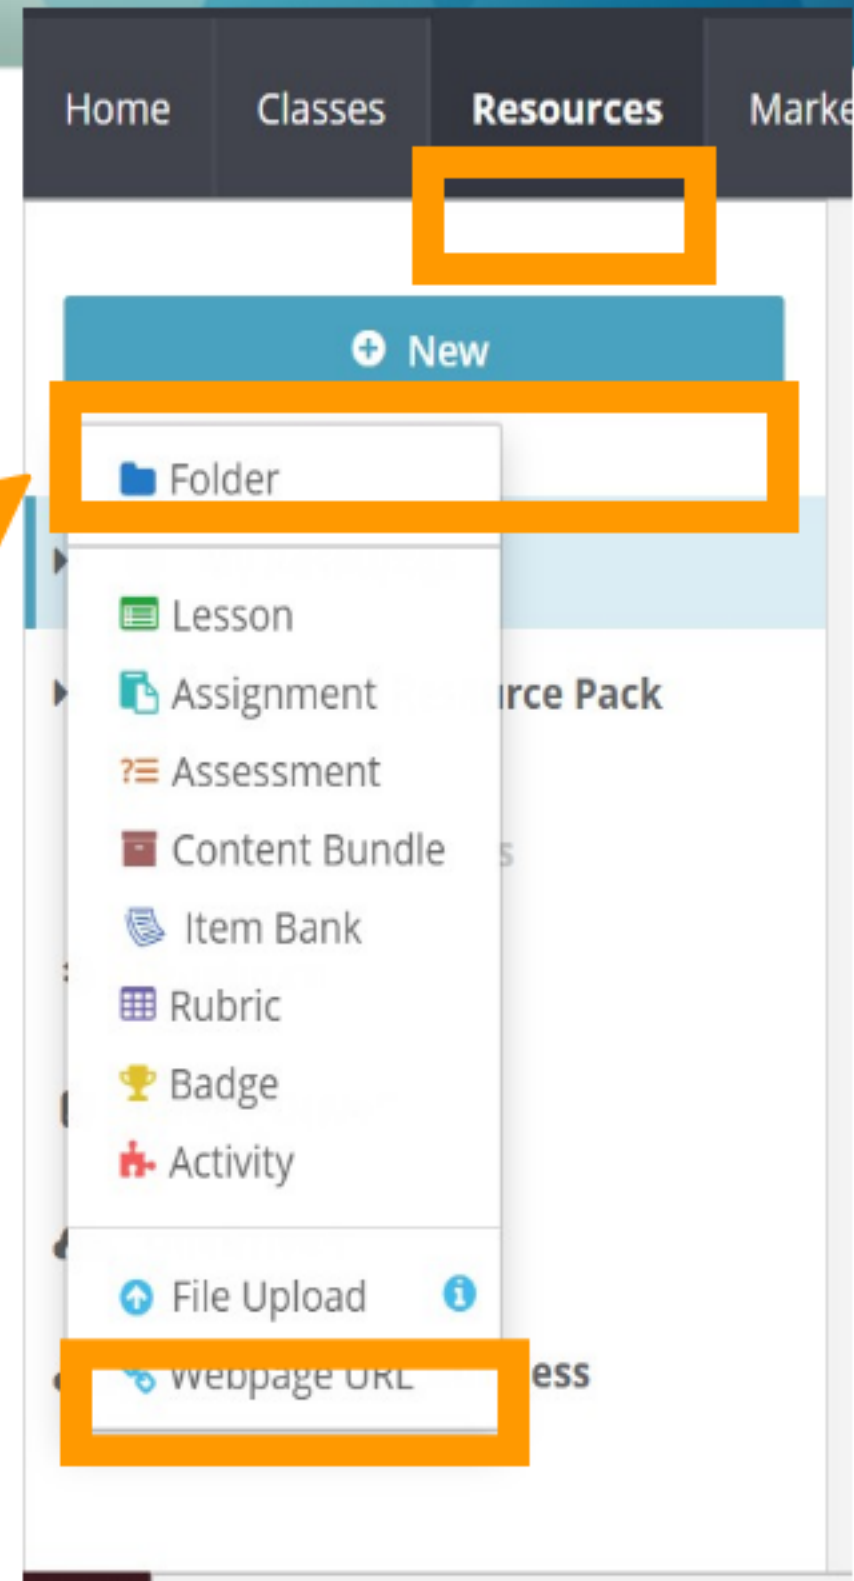 Home Classes Resources Marke
New
Folder
Lesson
Assignment rce Pack
Assessment
Content Bundle s
Item Bank
Rubric
Badge
Activity
File Upload
Webpage URL ess